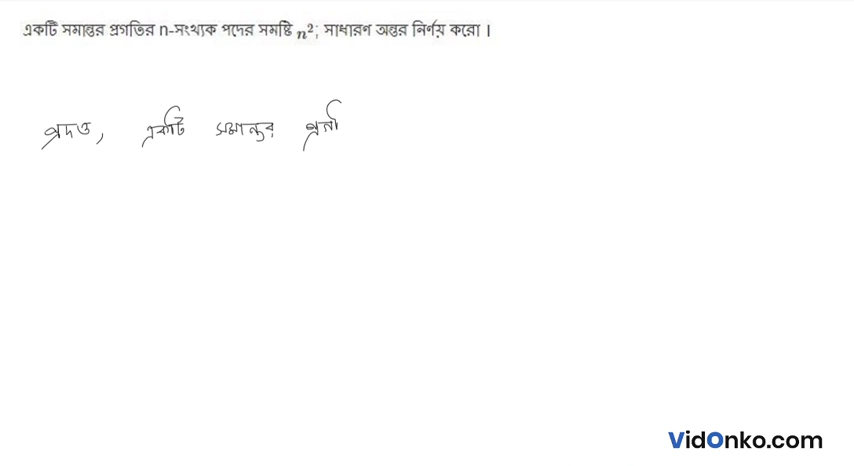 একটি সমান্তর প্রগতির n-সংখ্যক পদের সমষ্টি n²; সাধারণ অন্তর নির্ণয় করো ।
প্রদত্ত, একটি সমান্তর
VidOnko.com